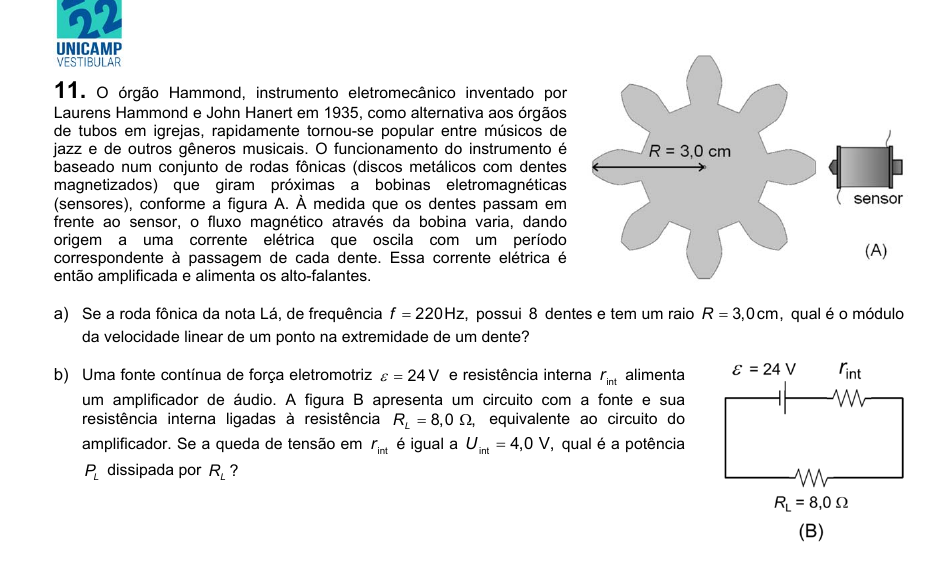 22
UNICAMP
VESTIBULAR
11. O órgão Hammond, instrumento eletromecânico inventado por
Laurens Hammond e John Hanert em 1935, como alternativa aos órgãos
de tubos em igrejas, rapidamente tornou-se popular entre músicos de
jazz e de outros gêneros musicais. O funcionamento do instrumento é
baseado num conjunto de rodas fônicas (discos metálicos com dentes
magnetizados) que giram próximas a bobinas eletromagnéticas
(sensores), conforme a figura A. À medida que os dentes passam em
frente ao sensor, o fluxo magnético através da bobina varia, dando
origem a uma corrente elétrica que oscila com um período
correspondente à passagem de cada dente. Essa corrente elétrica é
então amplificada e alimenta os alto-falantes.
R = 3,0 cm
sensor
(A)
a) Se a roda fônica da nota Lá, de frequência f = 220Hz, possui 8 dentes e tem um raio R = 3,0cm, qual é o módulo
da velocidade linear de um ponto na extremidade de um dente?
b) Uma fonte contínua de força eletromotriz ε = 24 V e resistência interna r_int alimenta
um amplificador de áudio. A figura B apresenta um circuito com a fonte e sua
resistência interna ligadas à resistência R_L = 8,0 Ω, equivalente ao circuito do
amplificador. Se a queda de tensão em r_int é igual a U_int = 4,0 V, qual é a potência
P_L dissipada por R_L ?
ε = 24 V r_int
R_L = 8,0 Ω
(B)